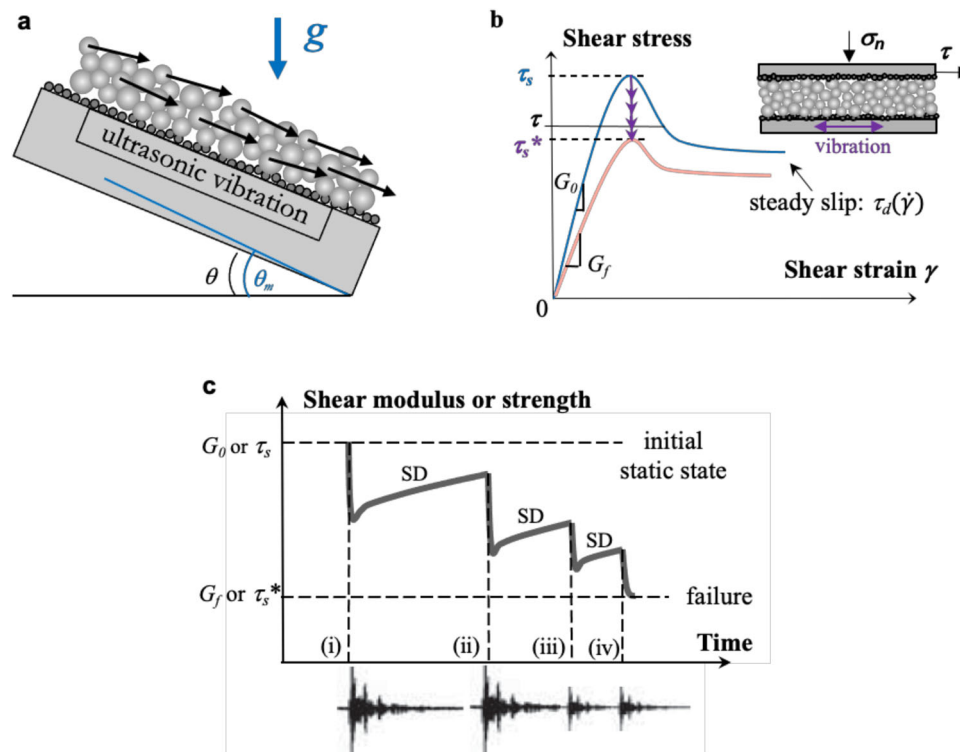 a
g
ultrasonic vibration
θ
θm
b
Shear stress
σn
τ
τs
τ
τs*
vibration
G0
steady slip: τd(γ̇)
Gf
Shear strain γ
0
c
Shear modulus or strength
G0 or τs
initial
static state
SD
SD
SD
Gf or τs*
failure
(i)
(ii)
(iii)
(iv)
Time